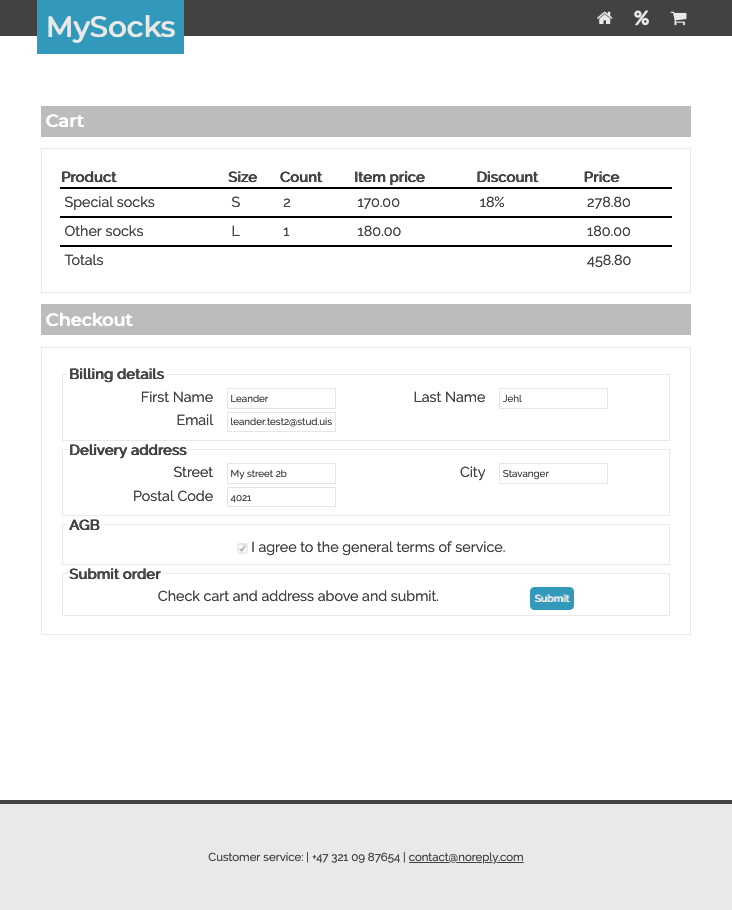 MySocks
Cart
Product Size Count Item price Discount Price
Special socks S 2 170.00 18% 278.80
Other socks L 1 180.00 180.00
Totals 458.80
Checkout
Billing details
First Name Leander Last Name Jehl
Email leander.test2@stud.uis
Delivery address
Street My street 2b City Stavanger
Postal Code 4021
AGB
I agree to the general terms of service.
Submit order
Check cart and address above and submit. Submit
Customer service: | +47 321 09 87654 | contact@noreply.com